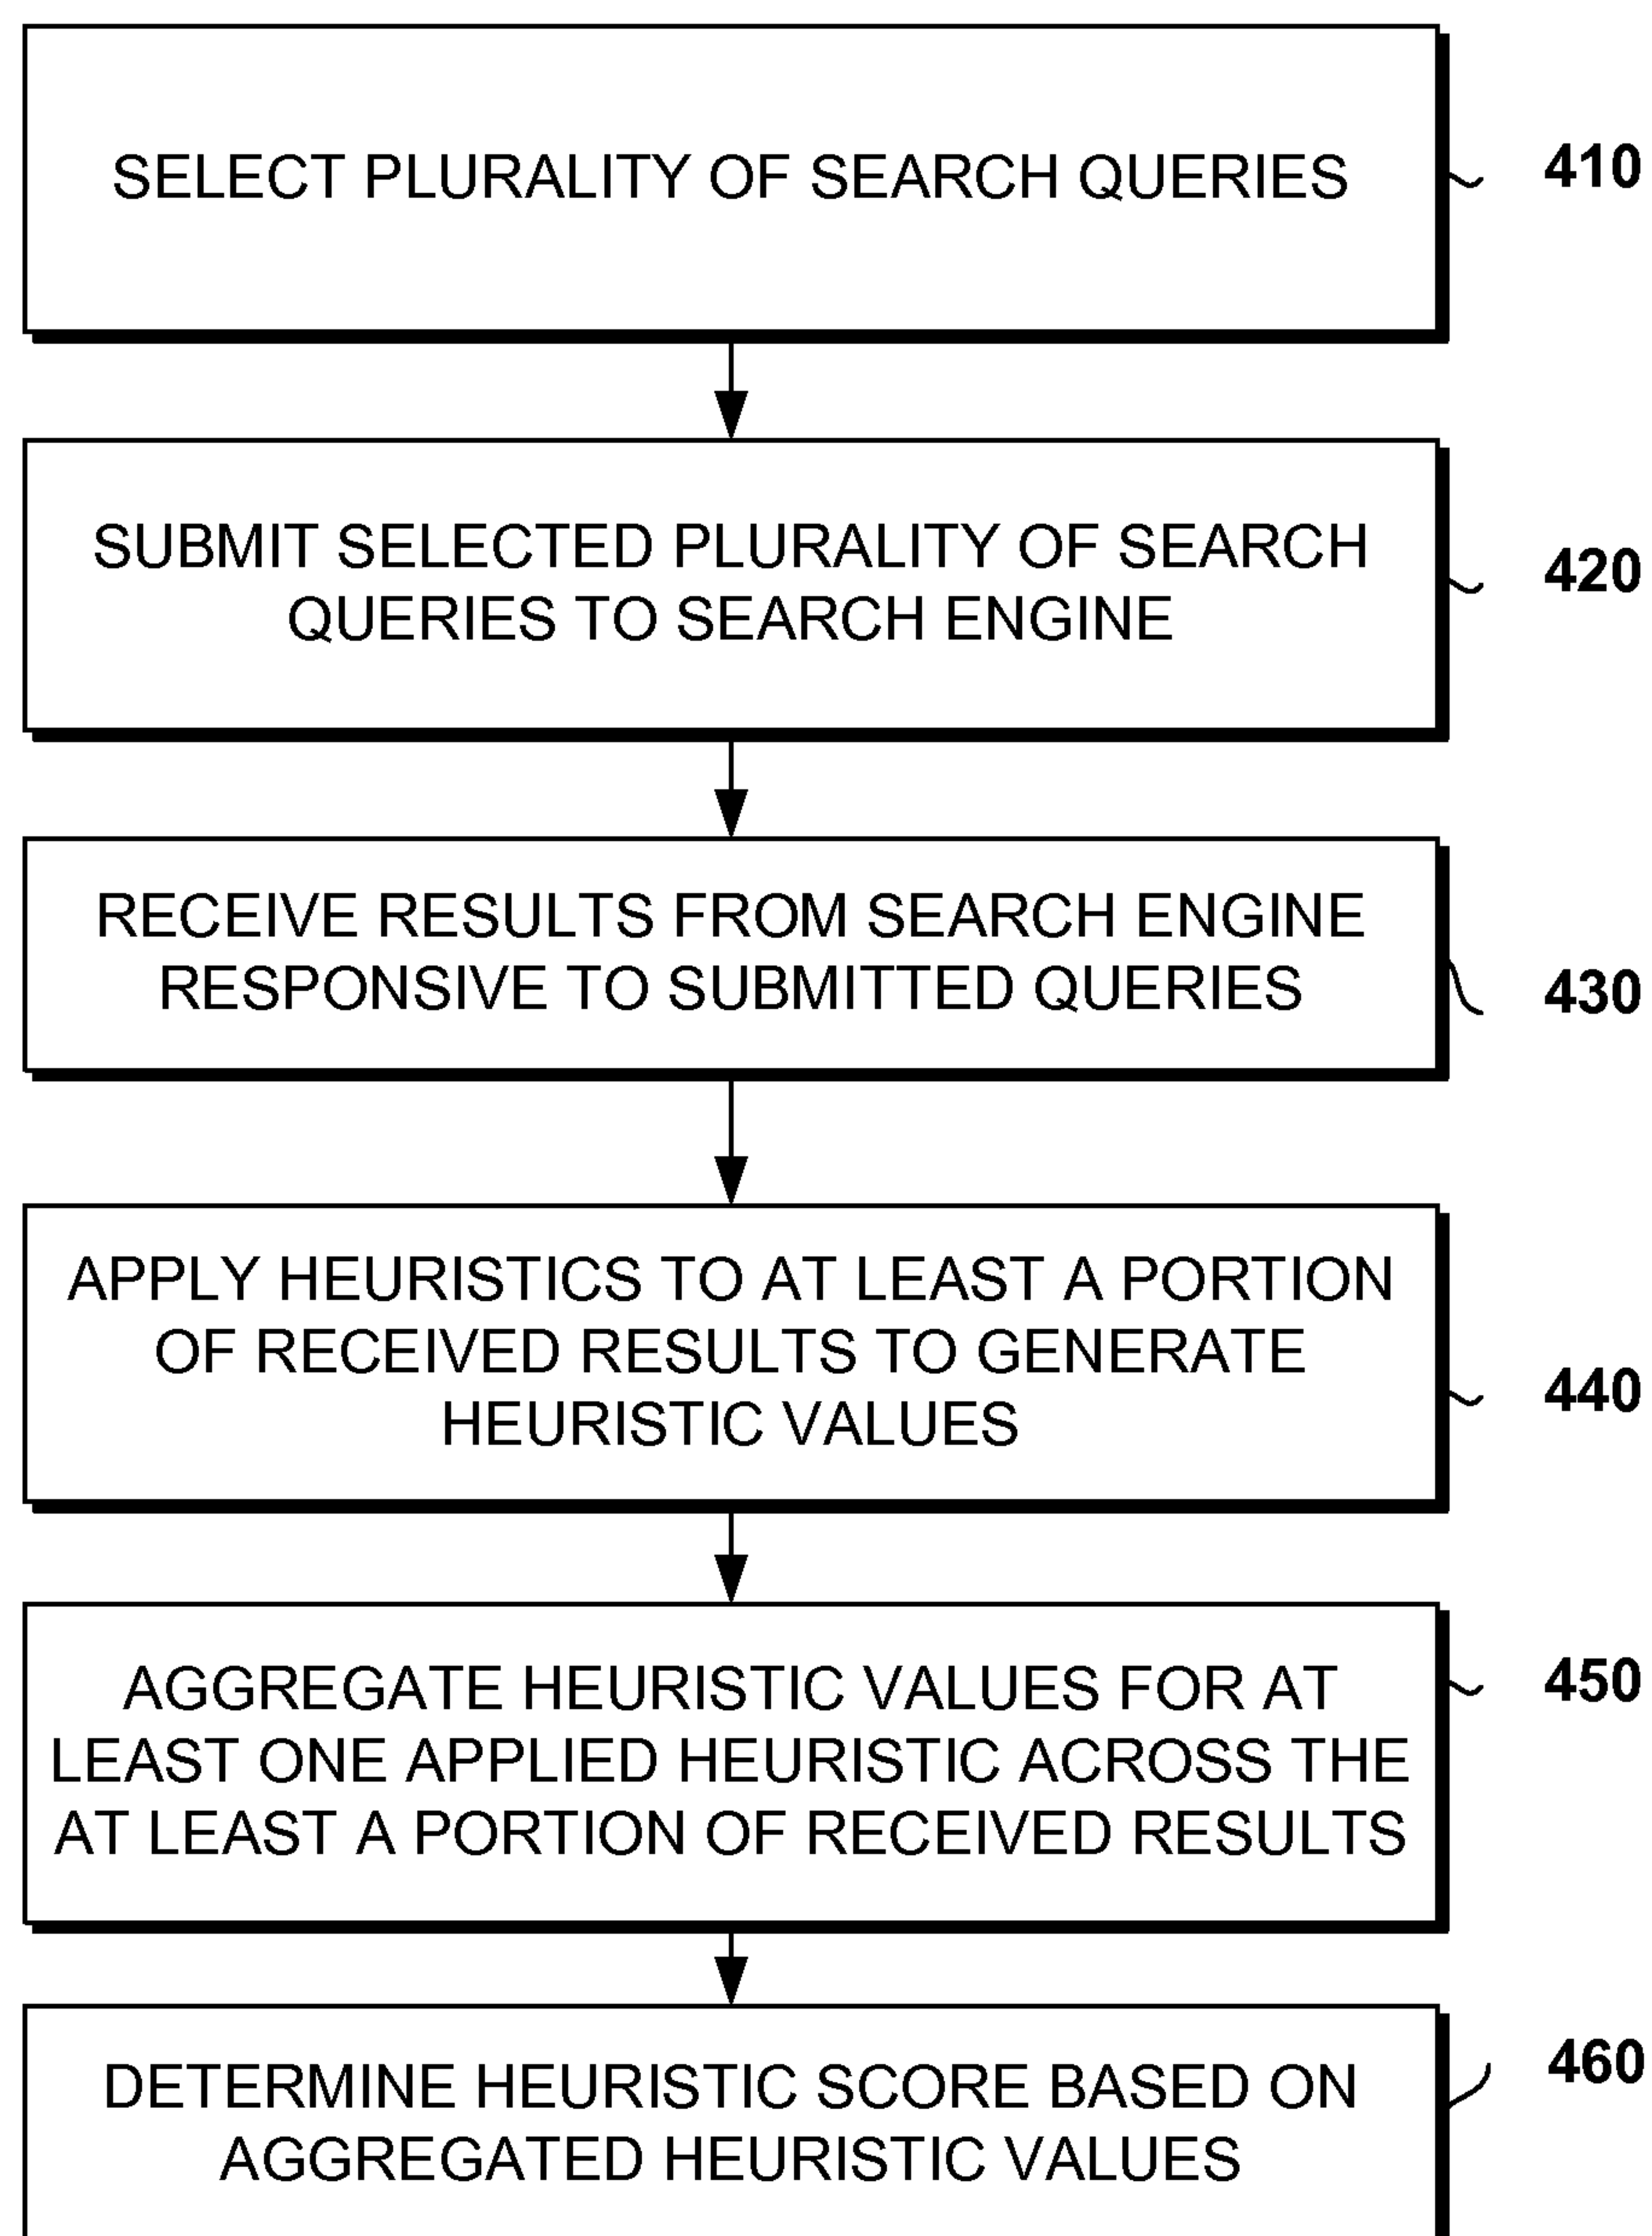 SELECT PLURALITY OF SEARCH QUERIES
410
SUBMIT SELECTED PLURALITY OF SEARCH
QUERIES TO SEARCH ENGINE
420
RECEIVE RESULTS FROM SEARCH ENGINE
RESPONSIVE TO SUBMITTED QUERIES
430
APPLY HEURISTICS TO AT LEAST A PORTION
OF RECEIVED RESULTS TO GENERATE
HEURISTIC VALUES
440
AGGREGATE HEURISTIC VALUES FOR AT
LEAST ONE APPLIED HEURISTIC ACROSS THE
AT LEAST A PORTION OF RECEIVED RESULTS
450
DETERMINE HEURISTIC SCORE BASED ON
AGGREGATED HEURISTIC VALUES
460